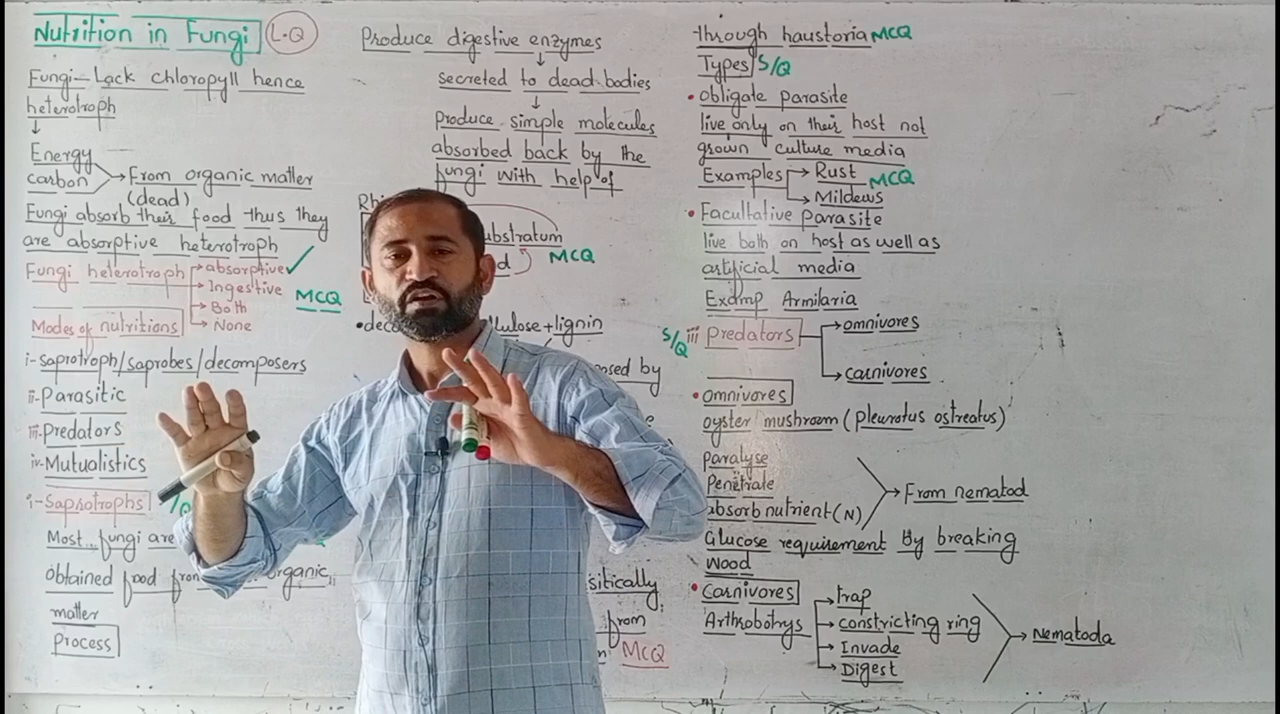 Nutrition in Fungi L.Q
Fungi - Lack chloropyll hence
heterotroph
↓
Energy
carbon → From organic matter
(dead)
Fungi absorb their food thus they
are absorptive heterotroph
Fungi heterotroph → absorptive ✓
→ Ingestive MCQ
→ Both
→ None
Modes of nutritions
i- saprotroph/saprobes/decomposers
ii- Parasitic
iii- Predators
iv- Mutualistics
i- Saprotrophs
Most fungi are
obtained food organic
matter
Process
Produce digestive enzymes
↓
secreted to dead bodies
↓
produce simple molecules
absorbed back by the
fungi with help of
MCQ
+ lignin
by
sitically
from
MCQ
through haustoria MCQ
Types S/Q
• obligate parasite
live only on their host not
grown culture media
Examples → Rust MCQ
→ Mildews
• Facultative parasite
live both on host as well as
artificial media
Examp Armilaria
S/Q iii predators → omnivores
→ carnivores
• omnivores
oyster mushroom (pleurotus ostreatus)
paralyse
Penetrate → From nematod
absorb nutrient (N)
Glucose requirement By breaking
Wood
• Carnivores → trap
Arthrobotrys → constricting ring → Nematoda
→ Invade
→ Digest